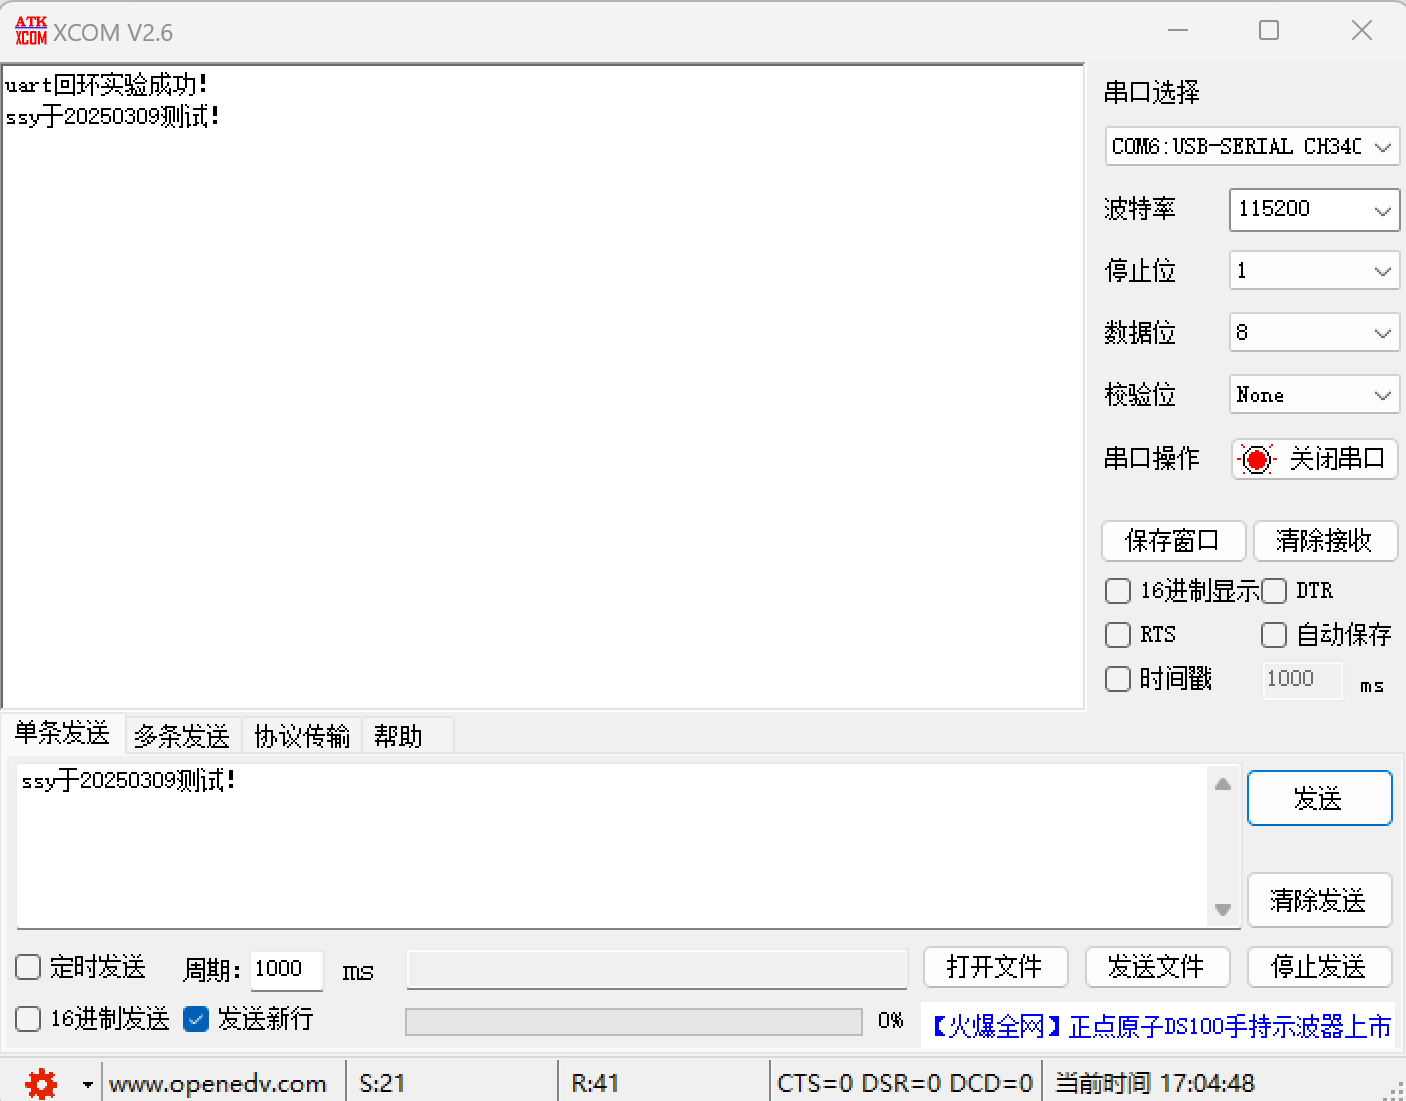 ATK XCOM XCOM V2.6
uart回环实验成功!
ssy于20250309测试!
串口选择
COM6:USB-SERIAL CH340
波特率 115200
停止位 1
数据位 8
校验位 None
串口操作 关闭串口
保存窗口 清除接收
16进制显示 DTR
RTS 自动保存
时间戳 1000 ms
单条发送 多条发送 协议传输 帮助
ssy于20250309测试!
发送
清除发送
定时发送 周期: 1000 ms 打开文件 发送文件 停止发送
16进制发送 发送新行 0% 【火爆全网】正点原子DS100手持示波器上市
www.openedv.com S:21 R:41 CTS=0 DSR=0 DCD=0 当前时间 17:04:48